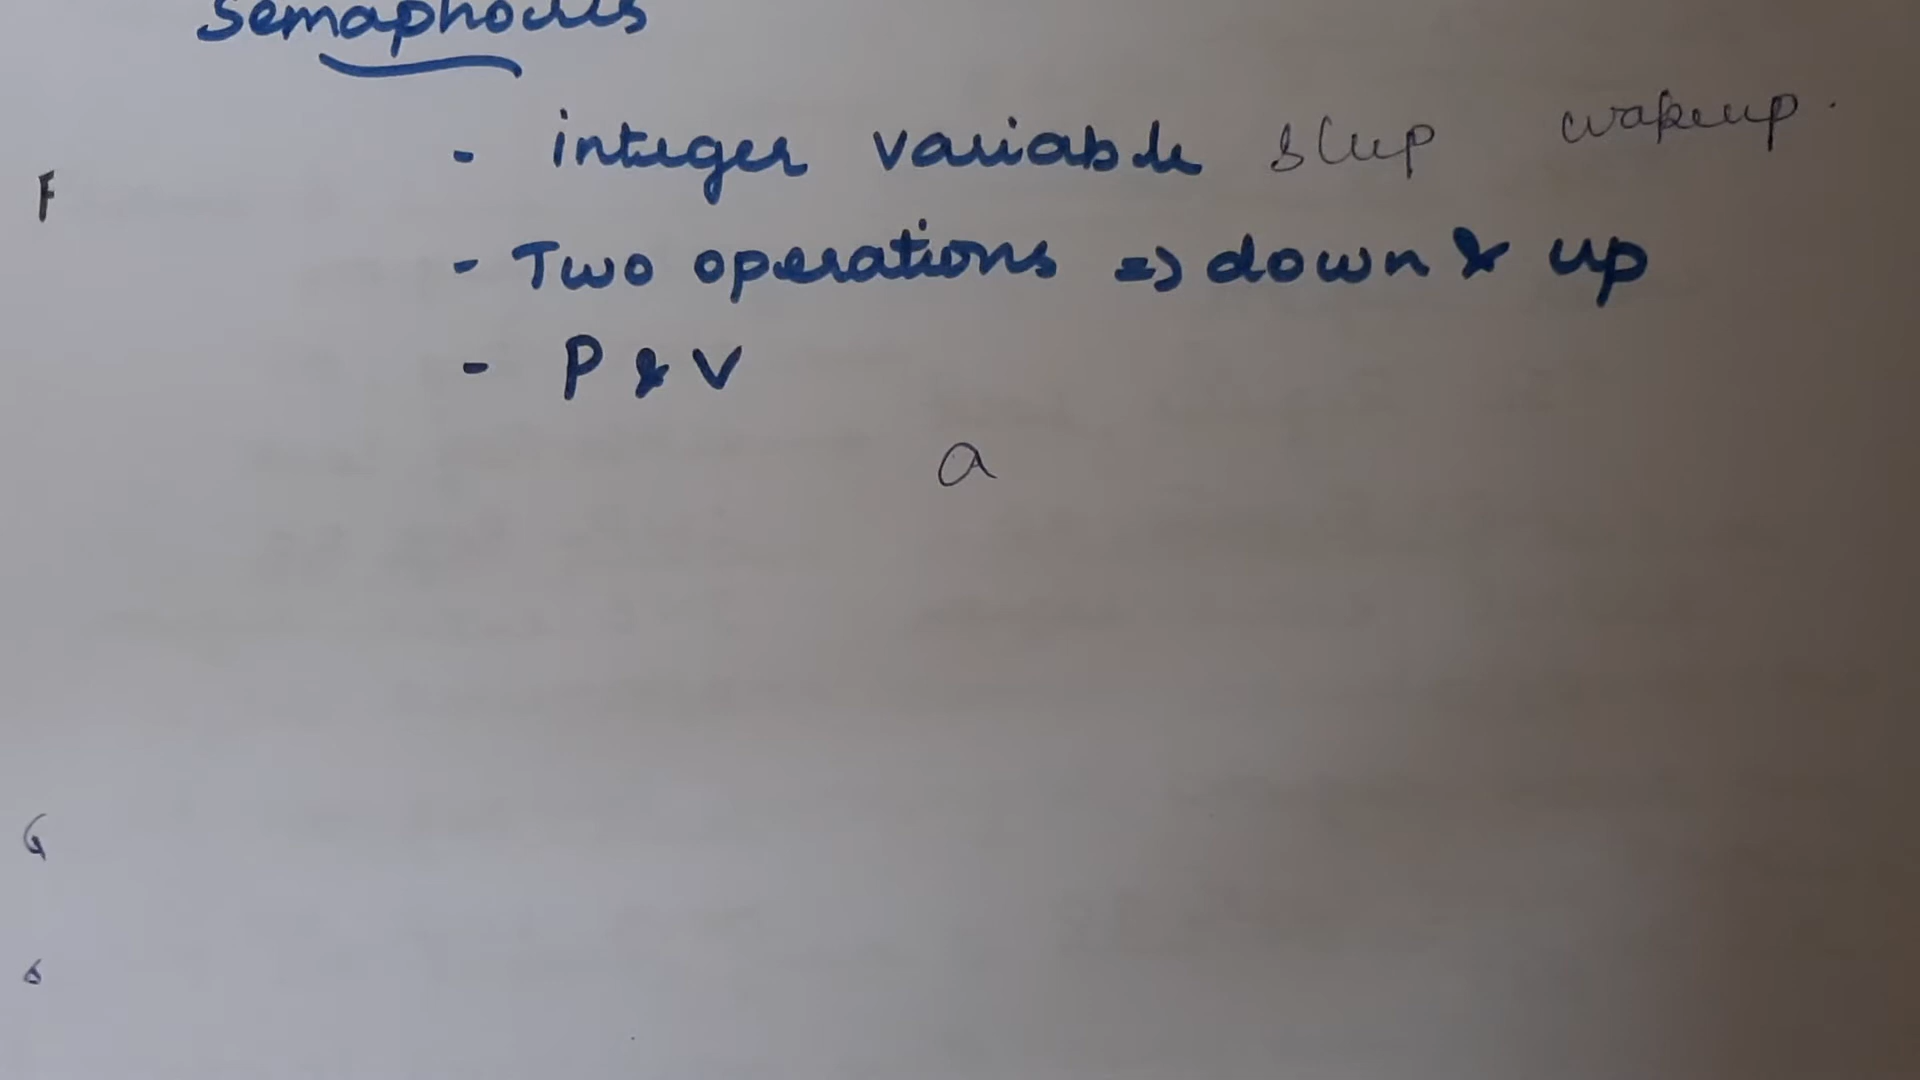 Semaphores
- integer variable sleep wakeup.
F
- Two operations => down & up
- P & V
a